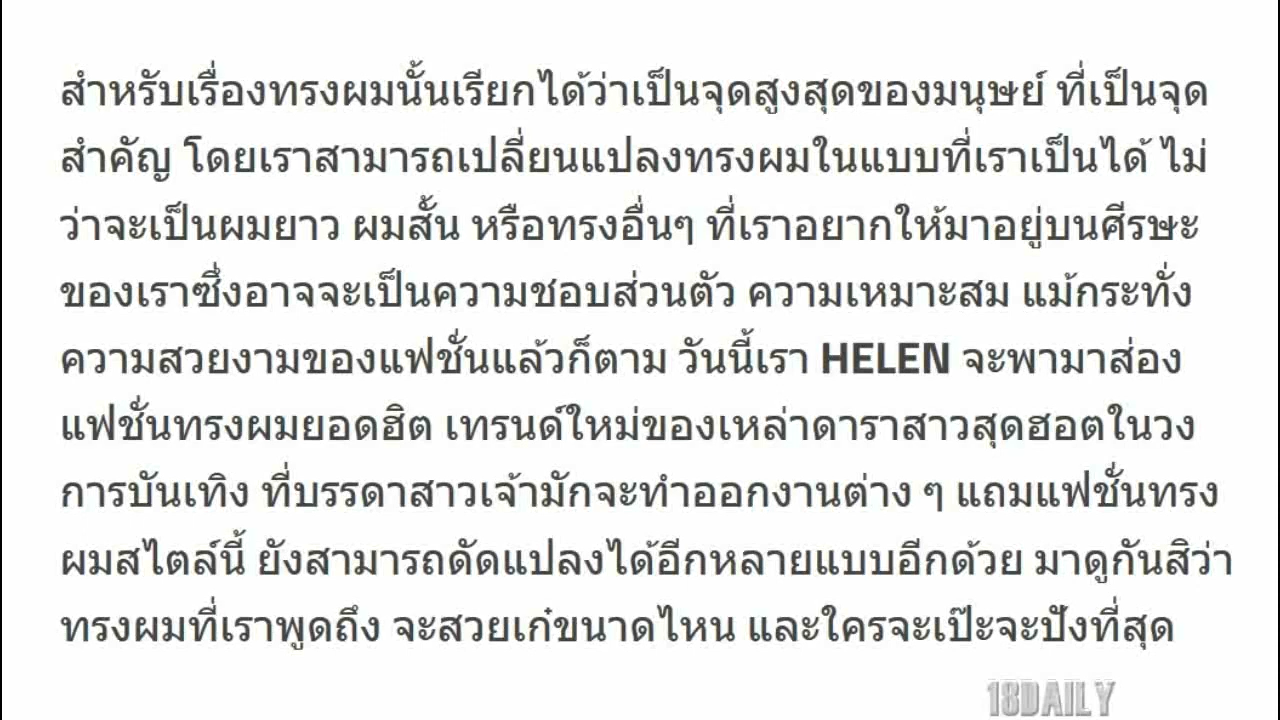 สำหรับเรื่องทรงผมนั้นเรียกได้ว่าเป็นจุดสูงสุดของมนุษย์ ที่เป็นจุด
สำคัญ โดยเราสามารถเปลี่ยนแปลงทรงผมในแบบที่เราเป็นได้ ไม่
ว่าจะเป็นผมยาว ผมสั้น หรือทรงอื่นๆ ที่เราอยากให้มาอยู่บนศีรษะ
ของเราซึ่งอาจจะเป็นความชอบส่วนตัว ความเหมาะสม แม้กระทั่ง
ความสวยงามของแฟชั่นแล้วก็ตาม วันนี้เรา HELEN จะพามาส่อง
แฟชั่นทรงผมยอดฮิต เทรนด์ใหม่ของเหล่าดาราสาวสุดฮอตในวง
การบันเทิง ที่บรรดาสาวเจ้ามักจะทำออกงานต่าง ๆ แถมแฟชั่นทรง
ผมสไตล์นี้ ยังสามารถดัดแปลงได้อีกหลายแบบอีกด้วย มาดูกันสิว่า
ทรงผมที่เราพูดถึง จะสวยเก๋ขนาดไหน และใครจะเป๊ะจะปังที่สุด
18DAILY